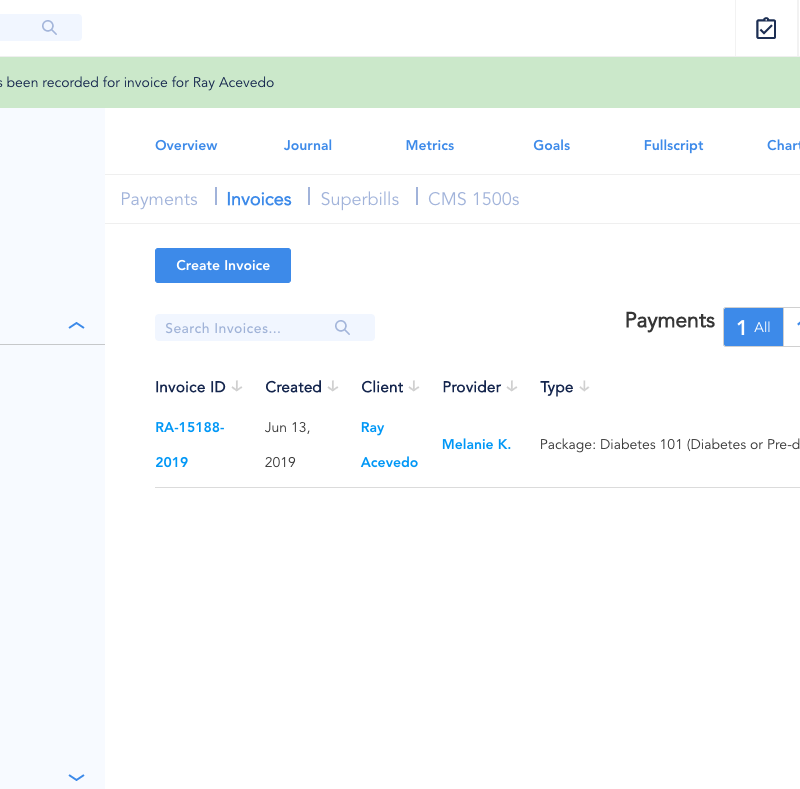 been recorded for invoice for Ray Acevedo
Overview Journal Metrics Goals Fullscript
Payments Invoices Superbills CMS 1500s
Create Invoice
Search Invoices...
Payments 1 All
Invoice ID Created Client Provider Type
RA-15188- Jun 13, Ray
Melanie K. Package: Diabetes 101 (Diabetes or
2019 2019 Acevedo